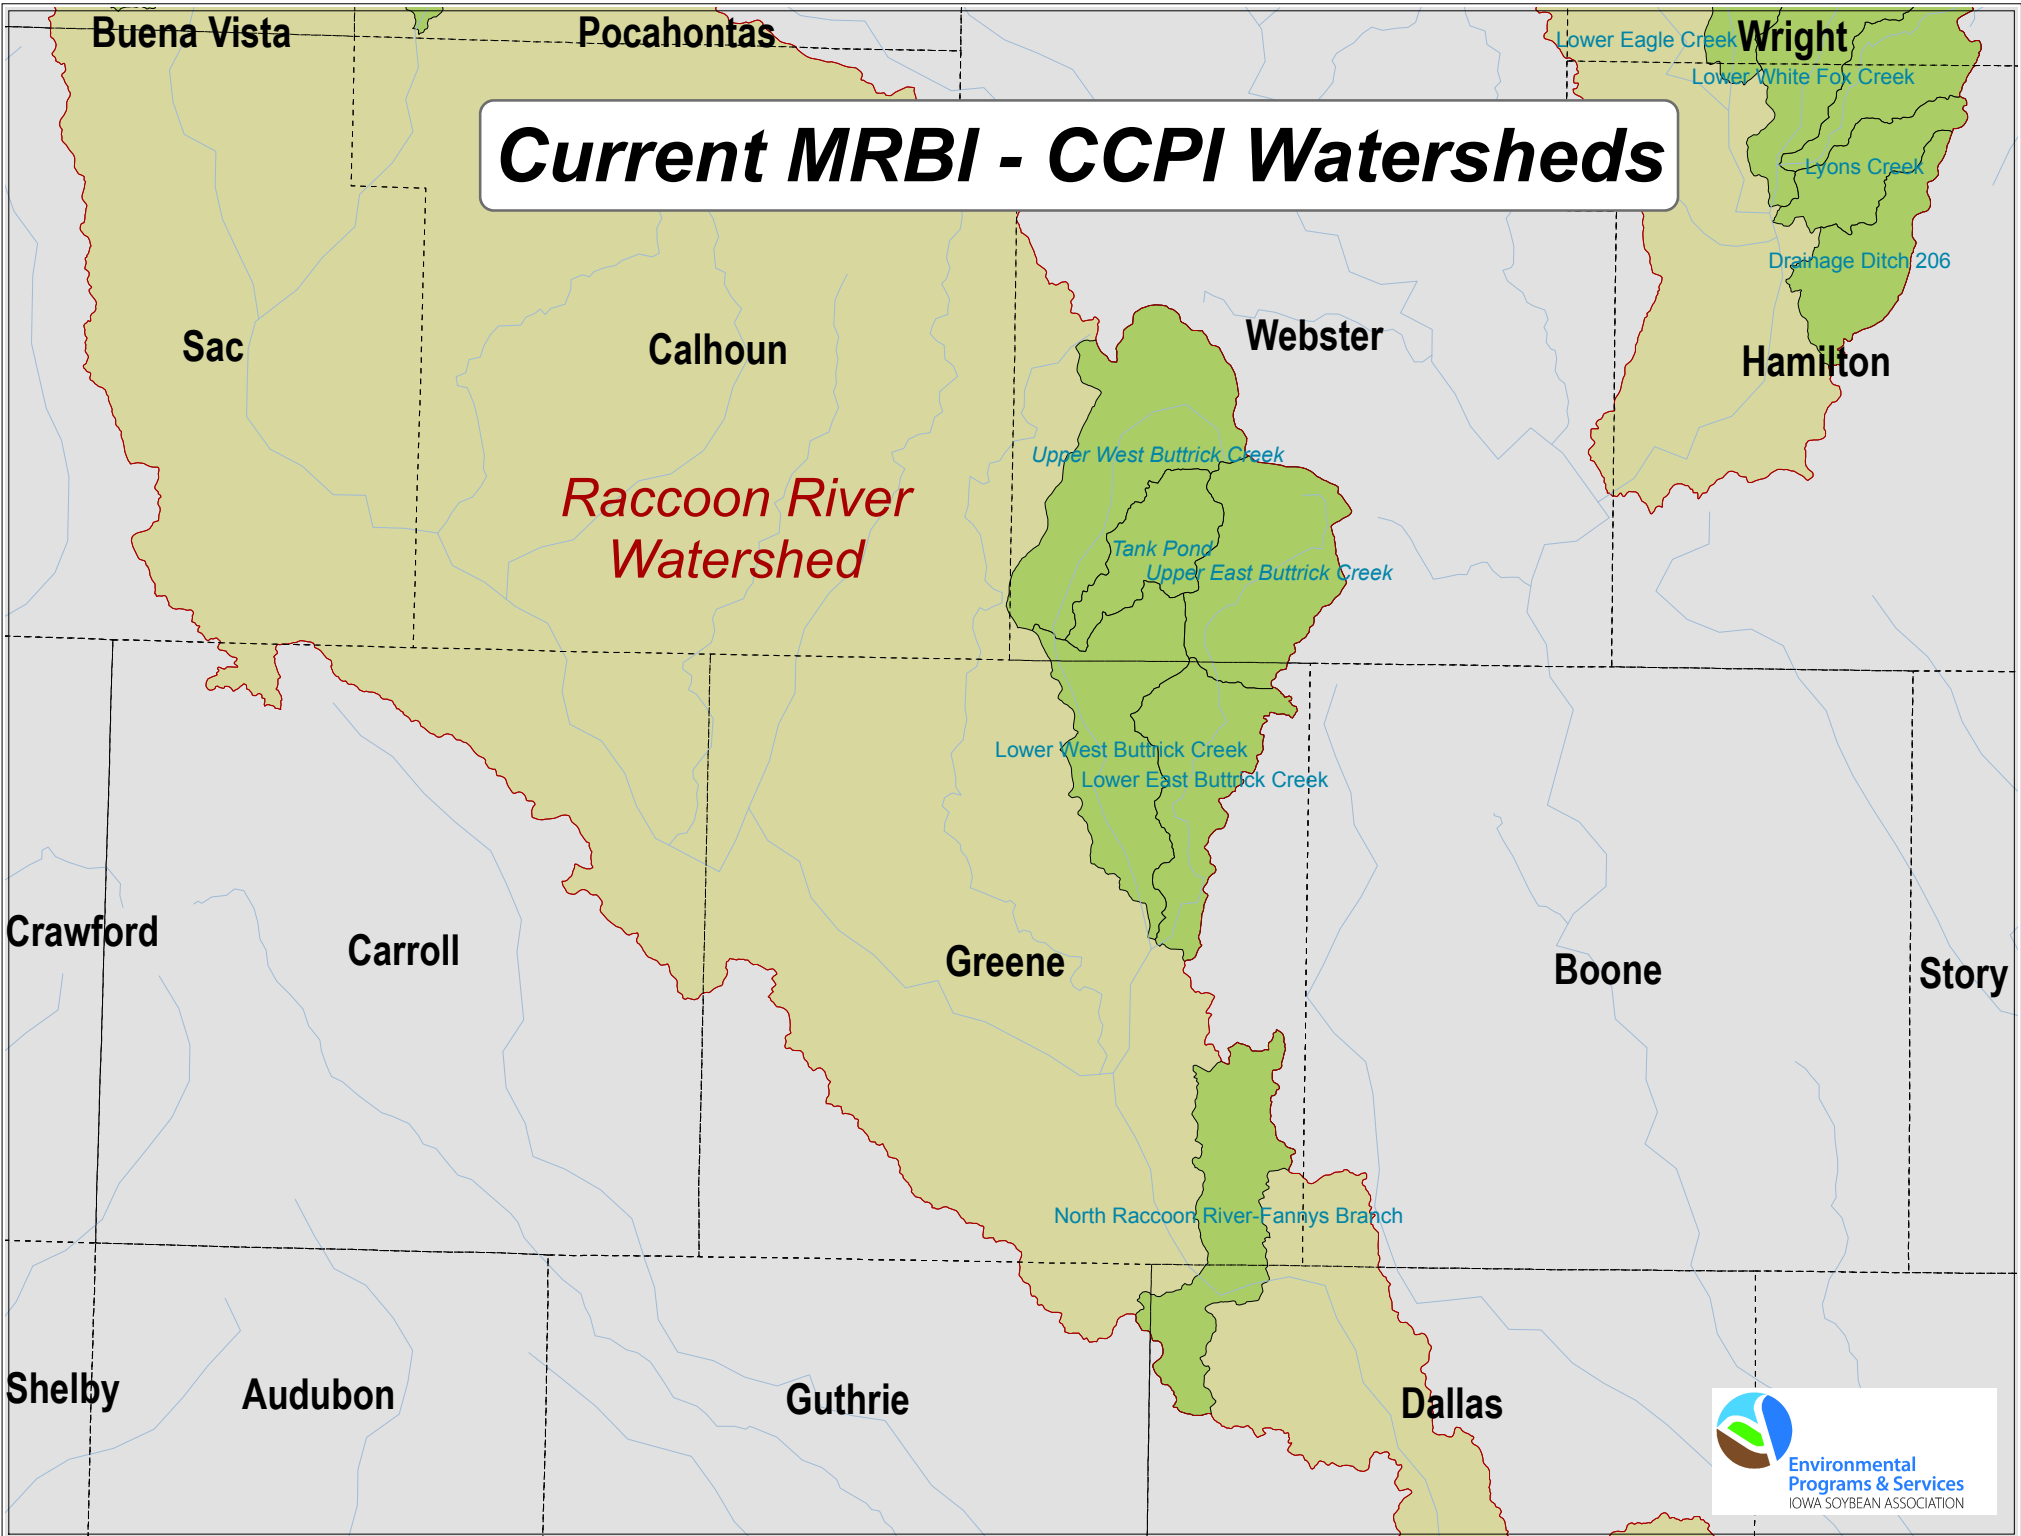 Buena Vista
Pocahontas
Lower Eagle Creek
Wright
Lower White Fox Creek
Current MRBI - CCPI Watersheds
Lyons Creek
Drainage Ditch 206
Sac
Calhoun
Webster
Hamilton
Upper West Buttrick Creek
Raccoon River
Watershed
Tank Pond
Upper East Buttrick Creek
Lower West Buttrick Creek
Lower East Buttrick Creek
Crawford
Carroll
Greene
Boone
Story
North Raccoon River-Fannys Branch
Shelby
Audubon
Guthrie
Dallas
Environmental
Programs & Services
IOWA SOYBEAN ASSOCIATION